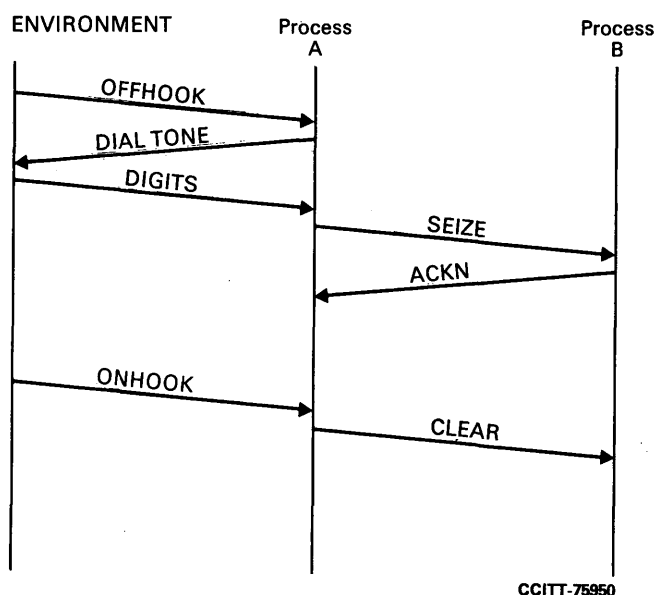 ENVIRONMENT
Process
A
Process
B
OFFHOOK
DIAL TONE
DIGITS
SEIZE
ACKN
ONHOOK
CLEAR
CCITT-75950